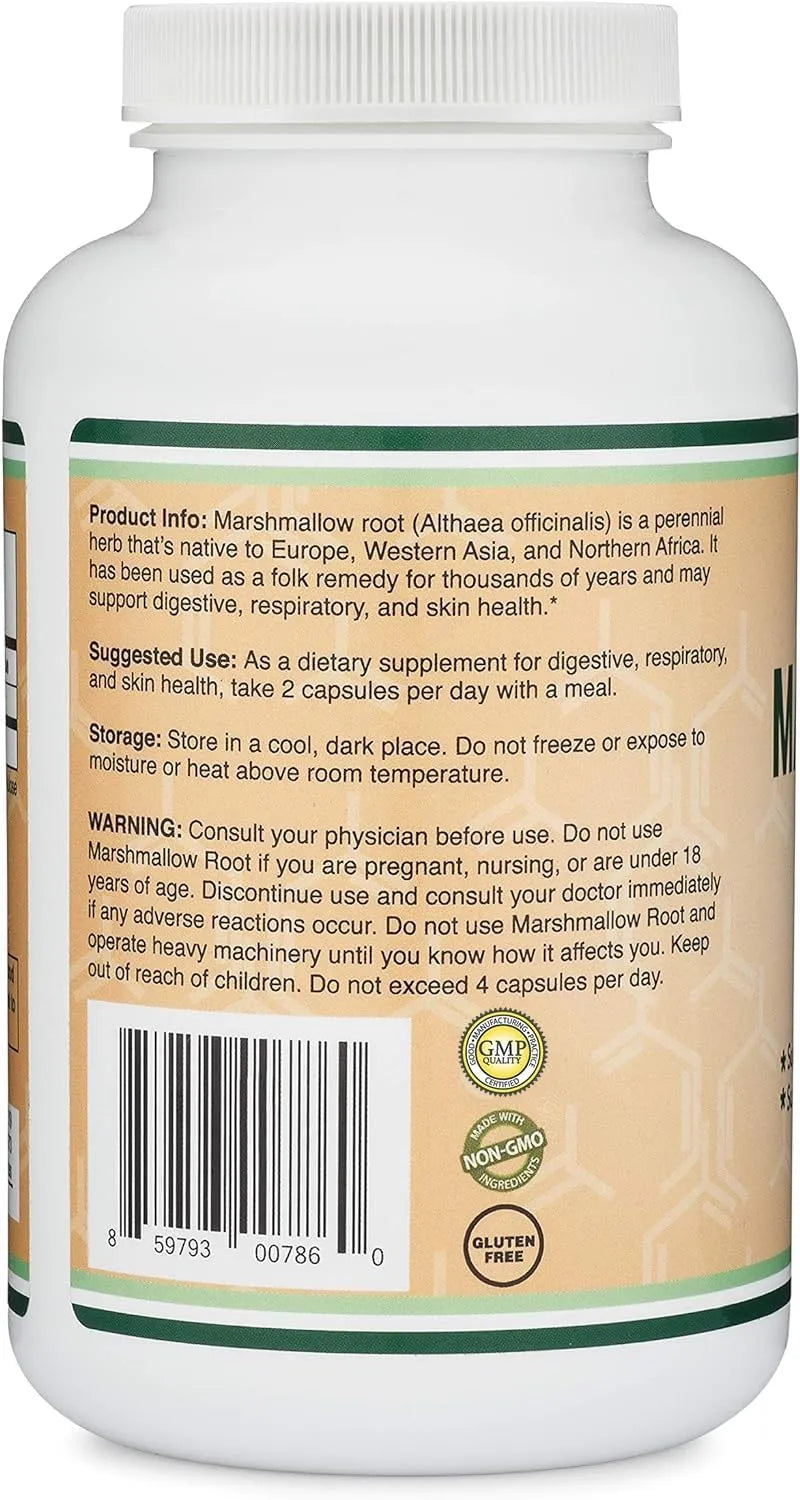 Product Info: Marshmallow root (Althaea officinalis) is a perennial
herb that's native to Europe, Western Asia, and Northern Africa. It
has been used as a folk remedy for thousands of years and may
support digestive, respiratory, and skin health.*
Suggested Use: As a dietary supplement for digestive, respiratory,
and skin health, take 2 capsules per day with a meal.
Storage: Store in a cool, dark place. Do not freeze or expose to
moisture or heat above room temperature.
WARNING: Consult your physician before use. Do not use
Marshmallow Root if you are pregnant, nursing, or are under 18
years of age. Discontinue use and consult your doctor immediately
if any adverse reactions occur. Do not use Marshmallow Root and
operate heavy machinery until you know how it affects you. Keep
out of reach of children. Do not exceed 4 capsules per day.
8 59793 00786 0
GOOD • MANUFACTURING • PRACTICE
GMP
QUALITY
CERTIFIED
MADE WITH
NON-GMO
INGREDIENTS
GLUTEN
FREE